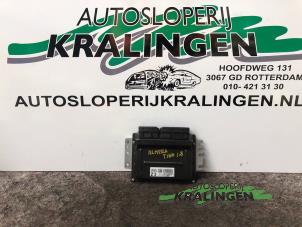 AUTOSLOPERIJ
KRALINGEN
HOOFDWEG 131
3067 GD ROTTERDAM
010- 421 31 30
AUTOSLOPERIJKRALINGEN.NL
ALMERA
TINO 1.8
AUTOSLOPERIJ
KRALINGEN